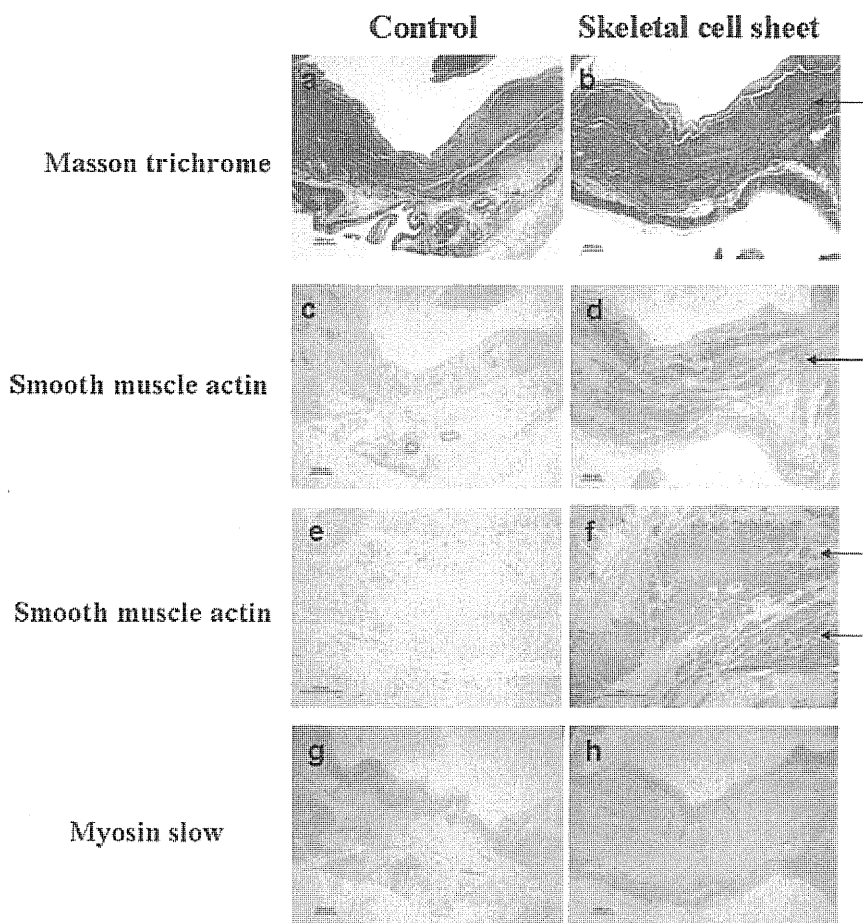 Control Skeletal cell sheet
a b
Masson trichrome
c d
Smooth muscle actin
e f
Smooth muscle actin
g h
Myosin slow